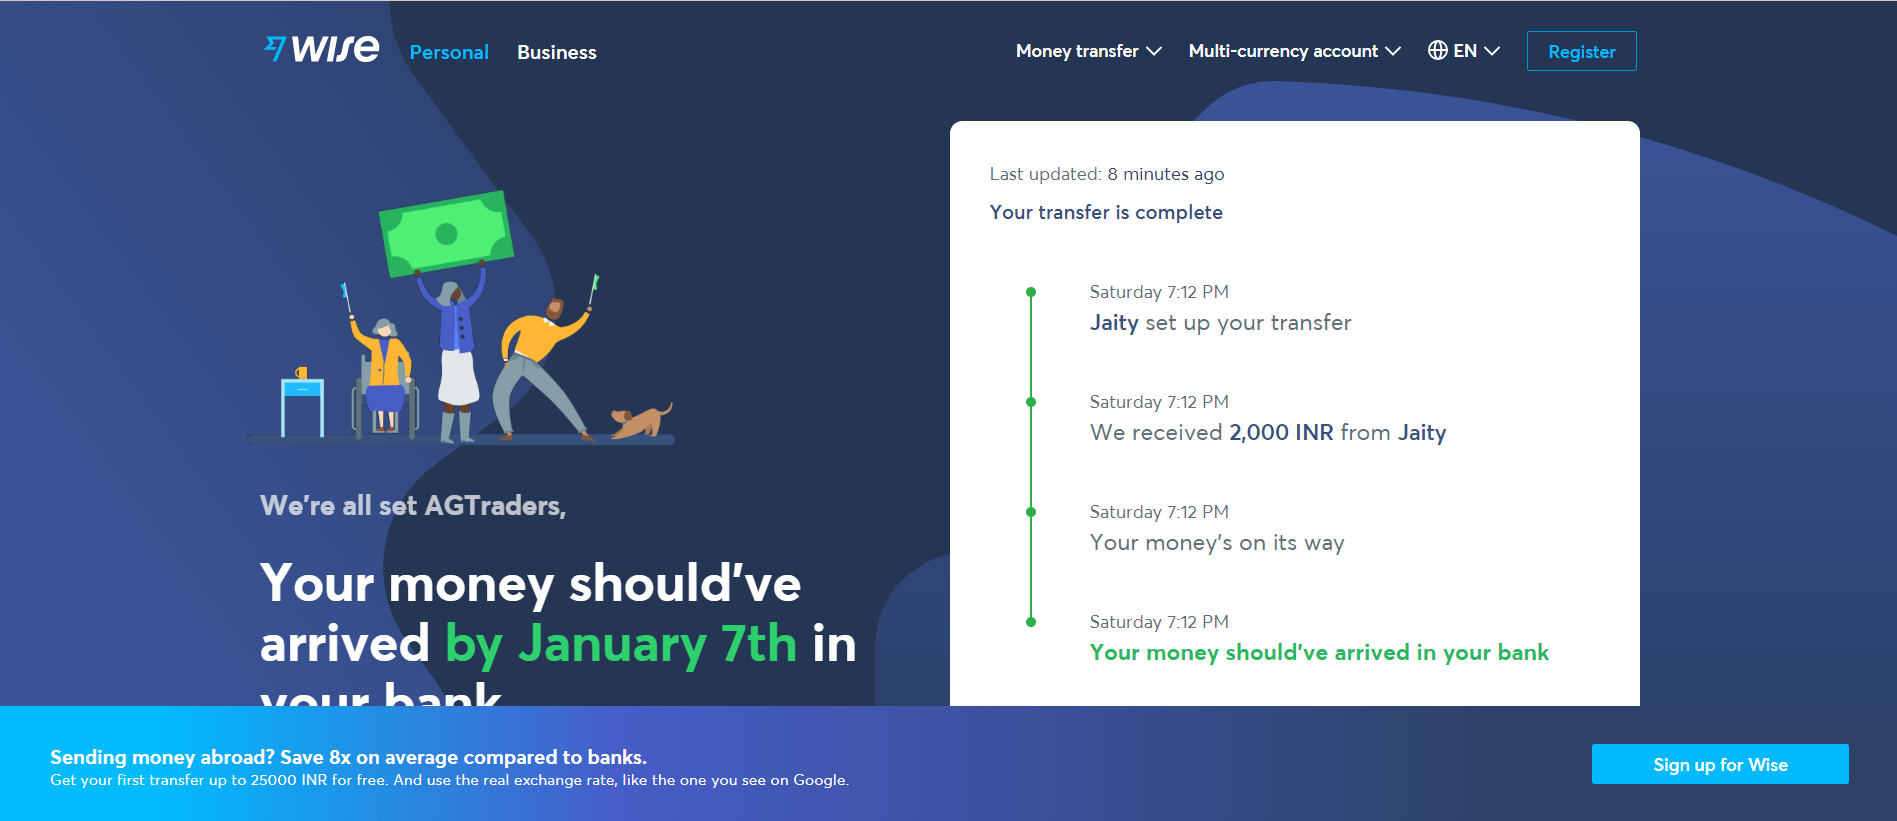 wise Personal Business Money transfer Multi-currency account EN Register
Last updated: 8 minutes ago
Your transfer is complete
Saturday 7:12 PM
Jaity set up your transfer
Saturday 7:12 PM
We received 2,000 INR from Jaity
Saturday 7:12 PM
Your money's on its way
Saturday 7:12 PM
Your money should've arrived in your bank
We're all set AGTraders,
Your money should've
arrived by January 7th in
your bank
Sending money abroad? Save 8x on average compared to banks.
Get your first transfer up to 25000 INR for free. And use the real exchange rate, like the one you see on Google.
Sign up for Wise